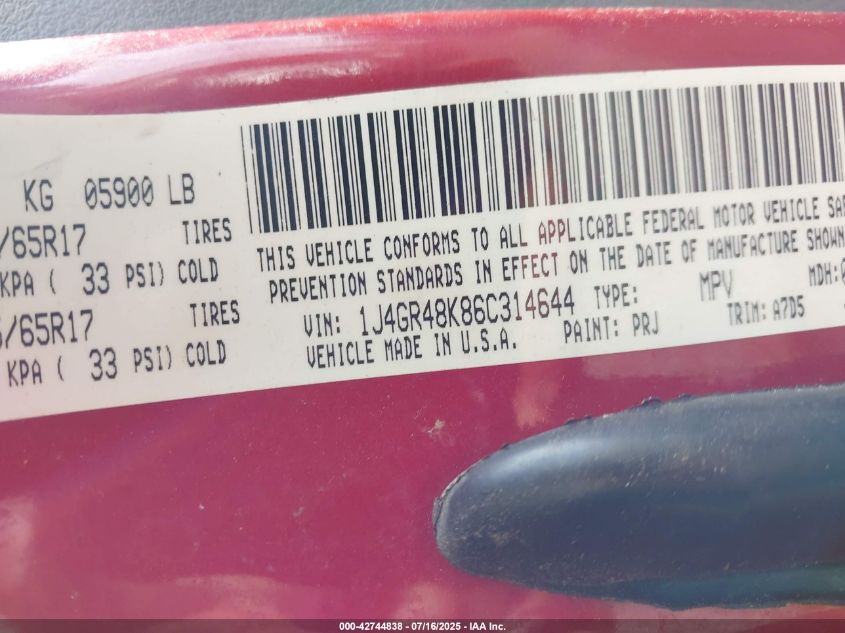 KG 05900 LB
/65R17 TIRES
KPA ( 33 PSI) COLD
/65R17 TIRES
KPA ( 33 PSI) COLD
THIS VEHICLE CONFORMS TO ALL APPLICABLE FEDERAL MOTOR VEHICLE SAF
PREVENTION STANDARDS IN EFFECT ON THE DATE OF MANUFACTURE SHOWN
VIN: 1J4GR48K86C314644 TYPE: MPV MDH:
VEHICLE MADE IN U.S.A. PAINT: PRJ TRIM: A7D5
000-42744838 - 07/16/2025 - IAA Inc.